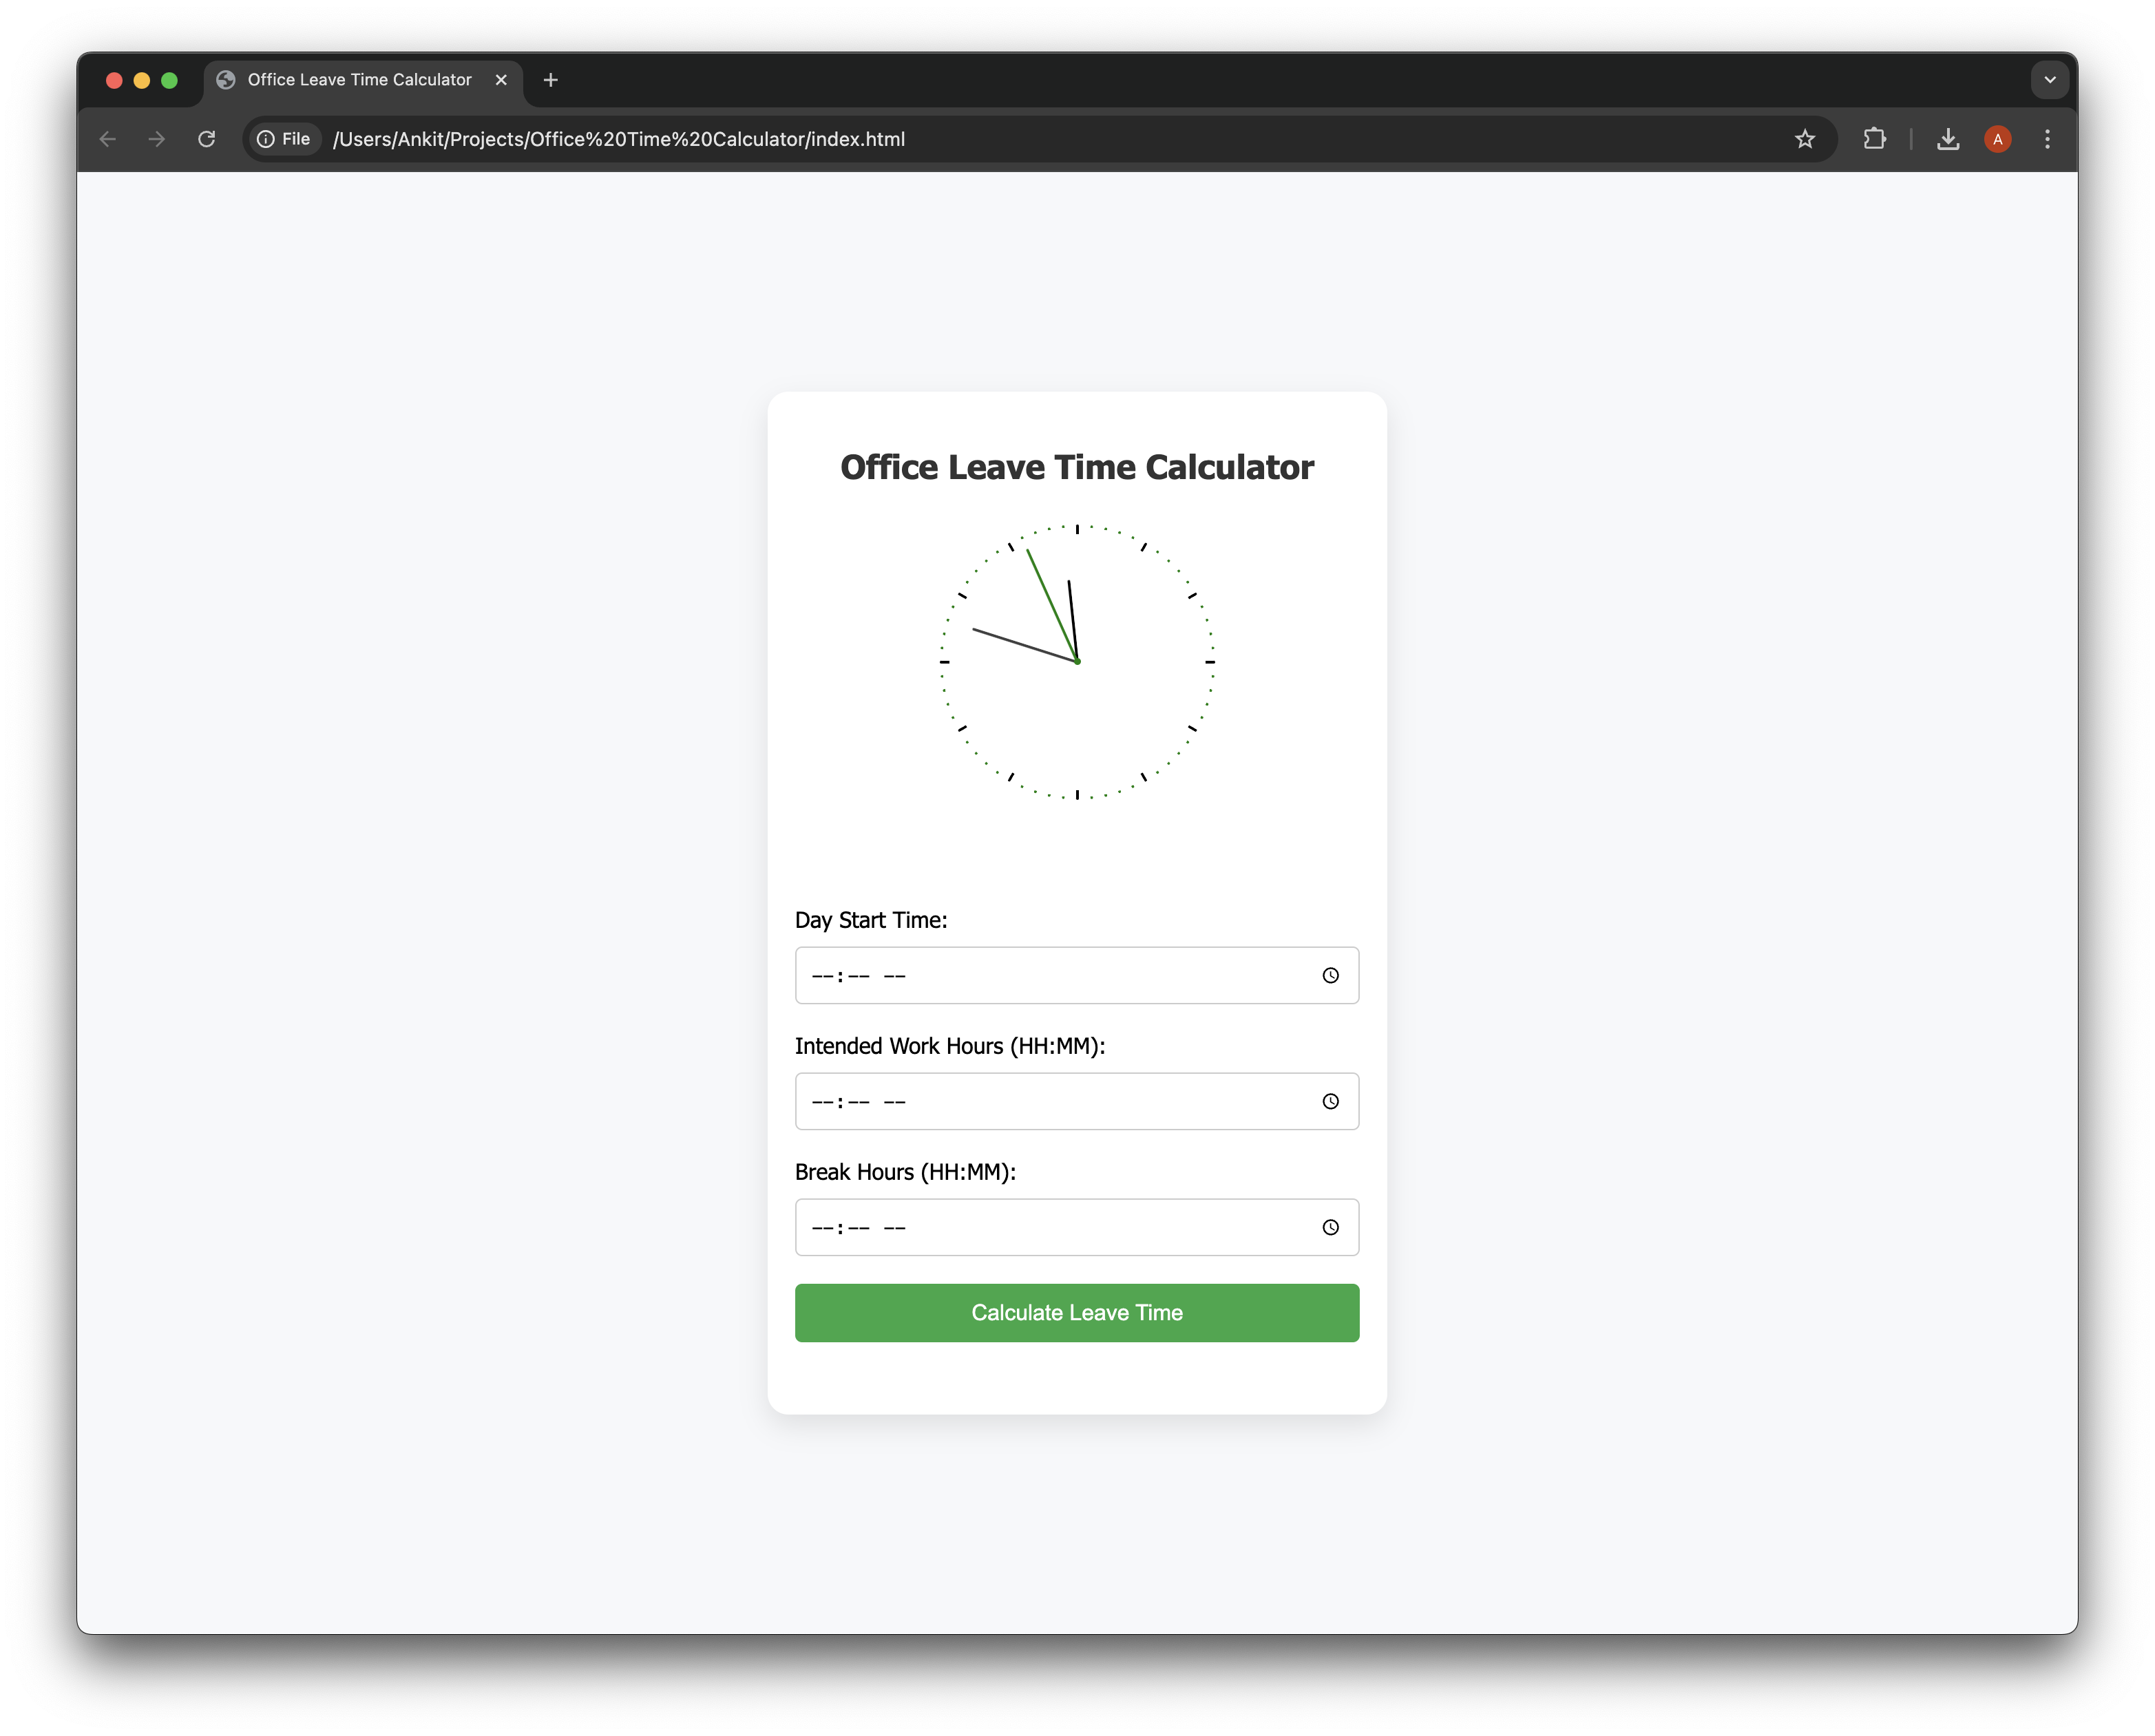 Office Leave Time Calculator
File /Users/Ankit/Projects/Office%20Time%20Calculator/index.html
A
Office Leave Time Calculator
Day Start Time:
--:-- --
Intended Work Hours (HH:MM):
--:-- --
Break Hours (HH:MM):
--:-- --
Calculate Leave Time